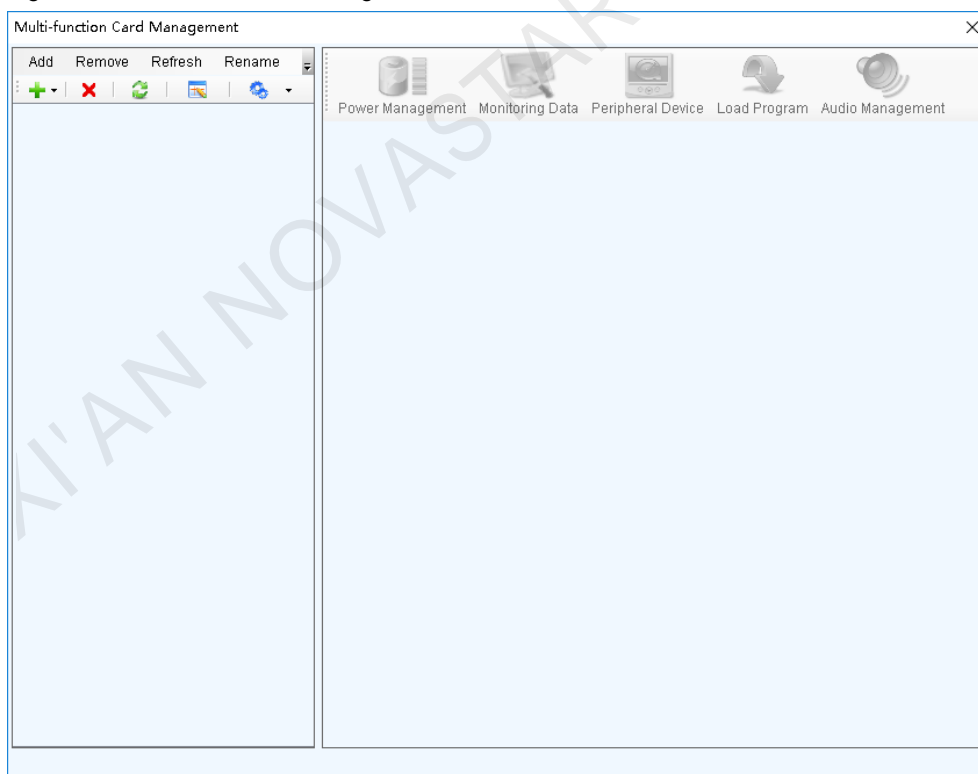 Multi-function Card Management
Add Remove Refresh Rename
Power Management Monitoring Data Peripheral Device Load Program Audio Management
XI'AN NOVASTAR